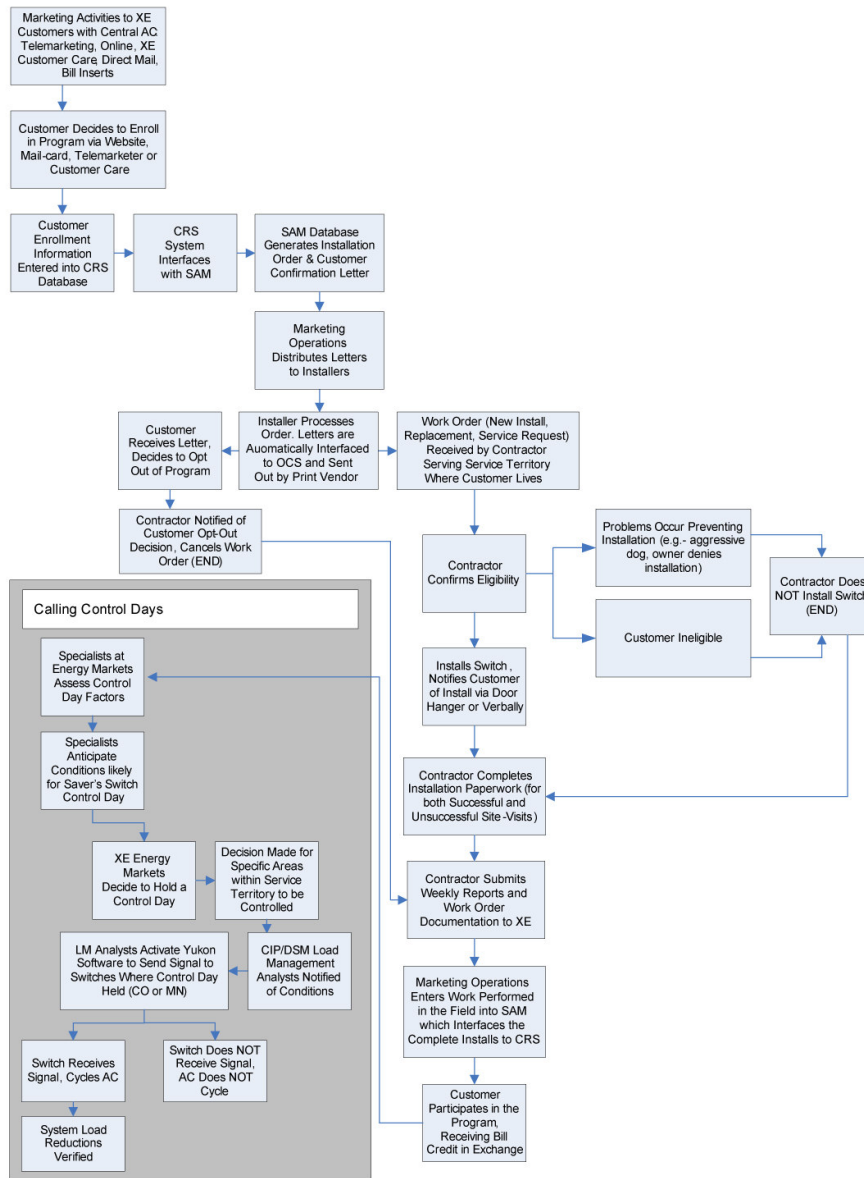 Marketing Activities to XE
Customers with Central AC.
Telemarketing, Online, XE
Customer Care, Direct Mail,
Bill Inserts
Customer Decides to Enroll
in Program via Website,
Mail-card, Telemarketer or
Customer Care
Customer
Enrollment
Information
Entered into CRS
Database
CRS
System
Interfaces
with SAM
SAM Database
Generates Installation
Order & Customer
Confirmation Letter
Marketing
Operations
Distributes Letters
to Installers
Customer
Receives Letter,
Decides to Opt
Out of Program
Installer Processes
Order. Letters are
Auomatically Interfaced
to OCS and Sent
Out by Print Vendor
Work Order (New Install,
Replacement, Service Request)
Received by Contractor
Serving Service Territory
Where Customer Lives
Contractor Notified of
Customer Opt-Out
Decision, Cancels Work
Order (END)
Contractor
Confirms Eligibility
Problems Occur Preventing
Installation (e.g.- aggressive
dog, owner denies
installation)
Customer Ineligible
Contractor Does
NOT Install Switch
(END)
Installs Switch ,
Notifies Customer
of Install via Door
Hanger or Verbally
Contractor Completes
Installation Paperwork (for
both Successful and
Unsuccessful Site -Visits)
Contractor Submits
Weekly Reports and
Work Order
Documentation to XE
Marketing Operations
Enters Work Performed
in the Field into SAM
which Interfaces the
Complete Installs to CRS
Customer
Participates in the
Program,
Receiving Bill
Credit in Exchange
Calling Control Days
Specialists at
Energy Markets
Assess Control
Day Factors
Specialists
Anticipate
Conditions likely
for Saver's Switch
Control Day
XE Energy
Markets
Decide to Hold a
Control Day
Decision Made for
Specific Areas
within Service
Territory to be
Controlled
CIP/DSM Load
Management
Analysts Notified
of Conditions
LM Analysts Activate Yukon
Software to Send Signal to
Switches Where Control Day
Held (CO or MN)
Switch Receives
Signal, Cycles AC
Switch Does NOT
Receive Signal,
AC Does NOT
Cycle
System Load
Reductions
Verified